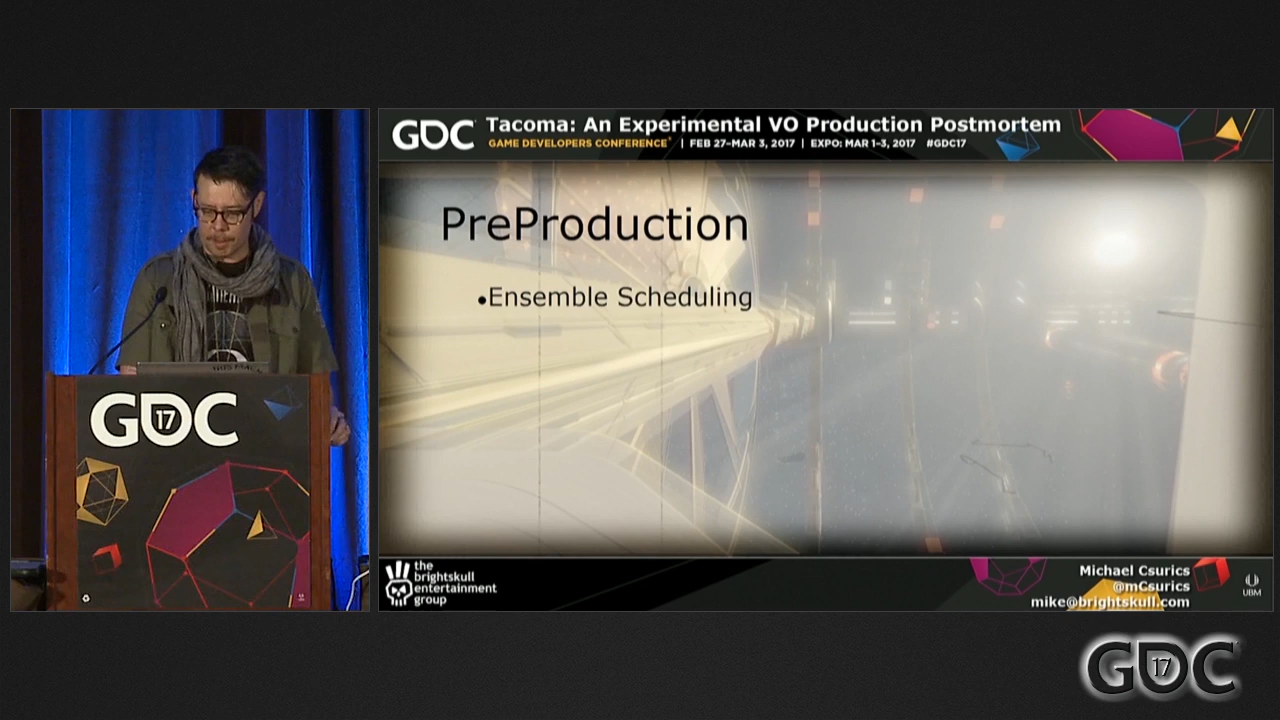 GDC Tacoma: An Experimental VO Production Postmortem
GAME DEVELOPERS CONFERENCE® | FEB 27–MAR 3, 2017 | EXPO: MAR 1–3, 2017 #GDC17
PreProduction
•Ensemble Scheduling
GDC
17
the
brightskull
entertainment
group
Michael Csurics
@mCsurics
mike@brightskull.com
UBM
GDC
17